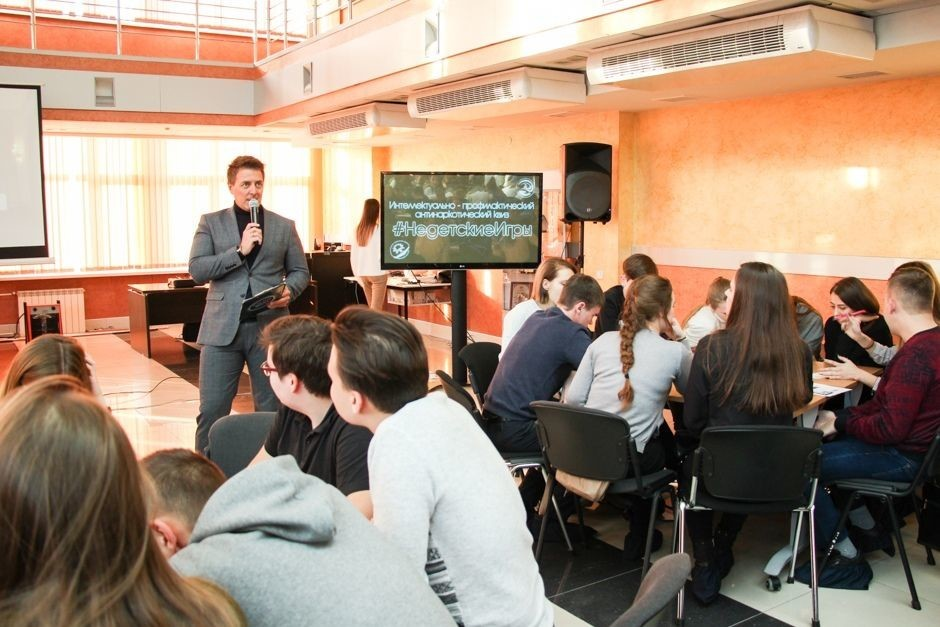 Интеллектуально - профилактический
антинаркотический квиз
#НедетскиеИгры